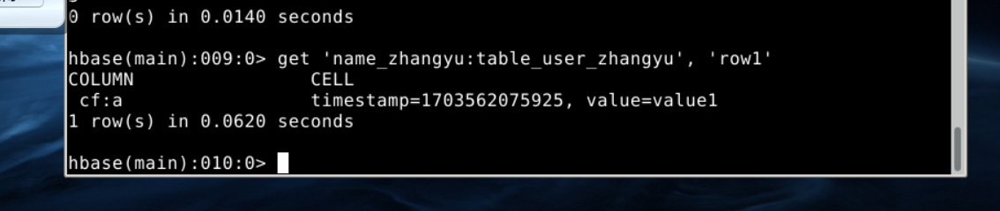 0 row(s) in 0.0140 seconds
hbase(main):009:0> get 'name_zhangyu:table_user_zhangyu', 'row1'
COLUMN CELL
cf:a timestamp=1703562075925, value=value1
1 row(s) in 0.0620 seconds
hbase(main):010:0>